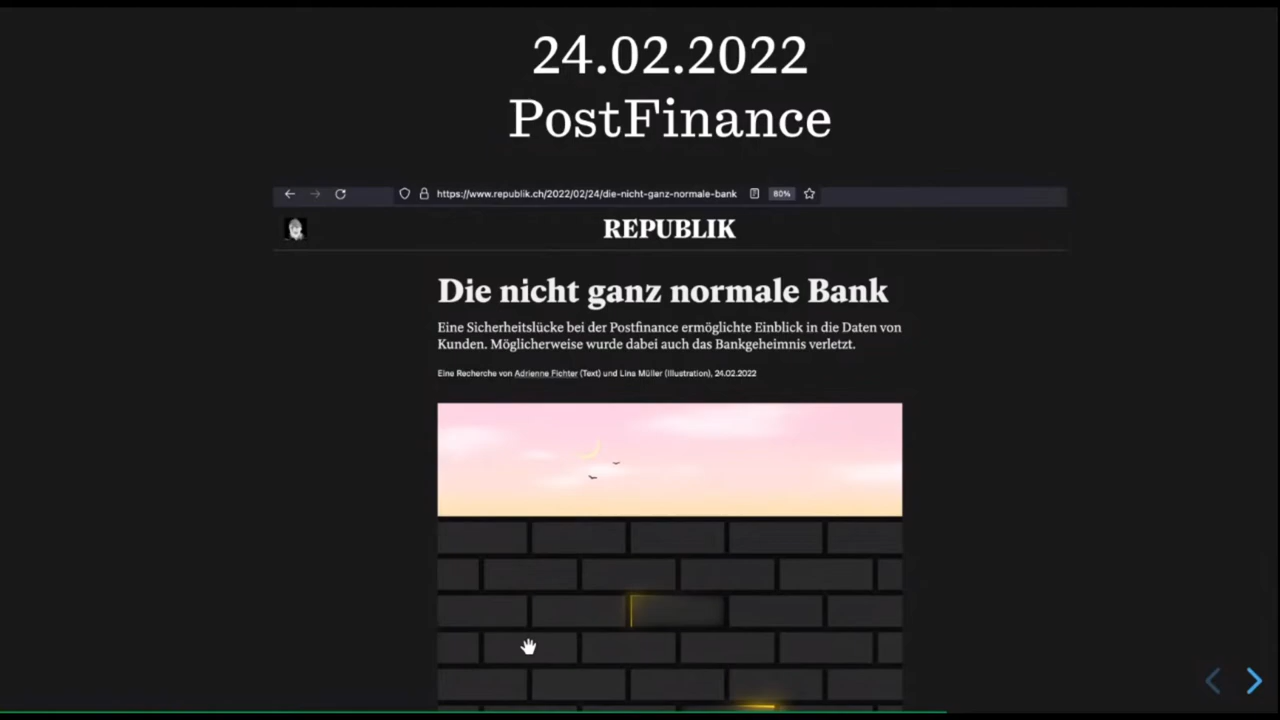 24.02.2022
PostFinance
https://www.republik.ch/2022/02/24/die-nicht-ganz-normale-bank 80%
REPUBLIK
Die nicht ganz normale Bank
Eine Sicherheitslücke bei der Postfinance ermöglichte Einblick in die Daten von
Kunden. Möglicherweise wurde dabei auch das Bankgeheimnis verletzt.
Eine Recherche von Adrienne Fichter (Text) und Lina Müller (Illustration), 24.02.2022